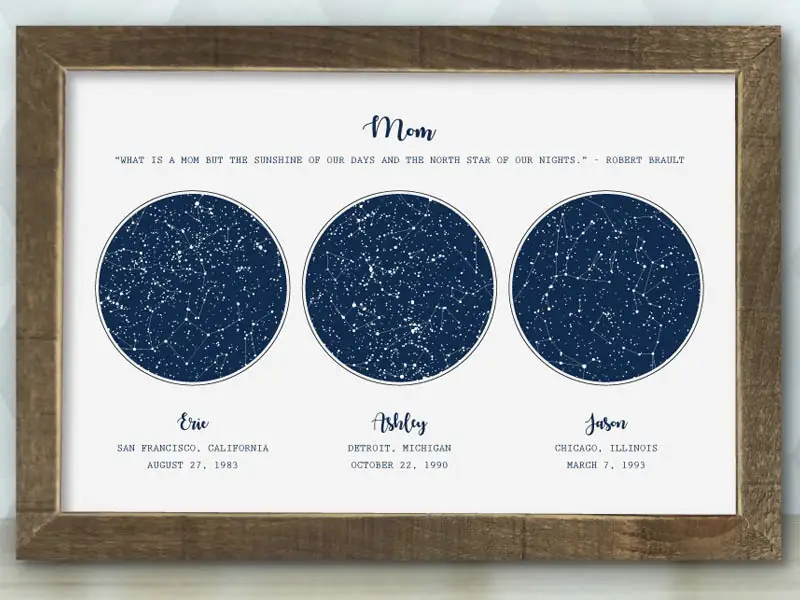 Mom
"WHAT IS A MOM BUT THE SUNSHINE OF OUR DAYS AND THE NORTH STAR OF OUR NIGHTS." - ROBERT BRAULT
Eric Ashley Jason
SAN FRANCISCO, CALIFORNIA DETROIT, MICHIGAN CHICAGO, ILLINOIS
AUGUST 27, 1983 OCTOBER 22, 1990 MARCH 7, 1993